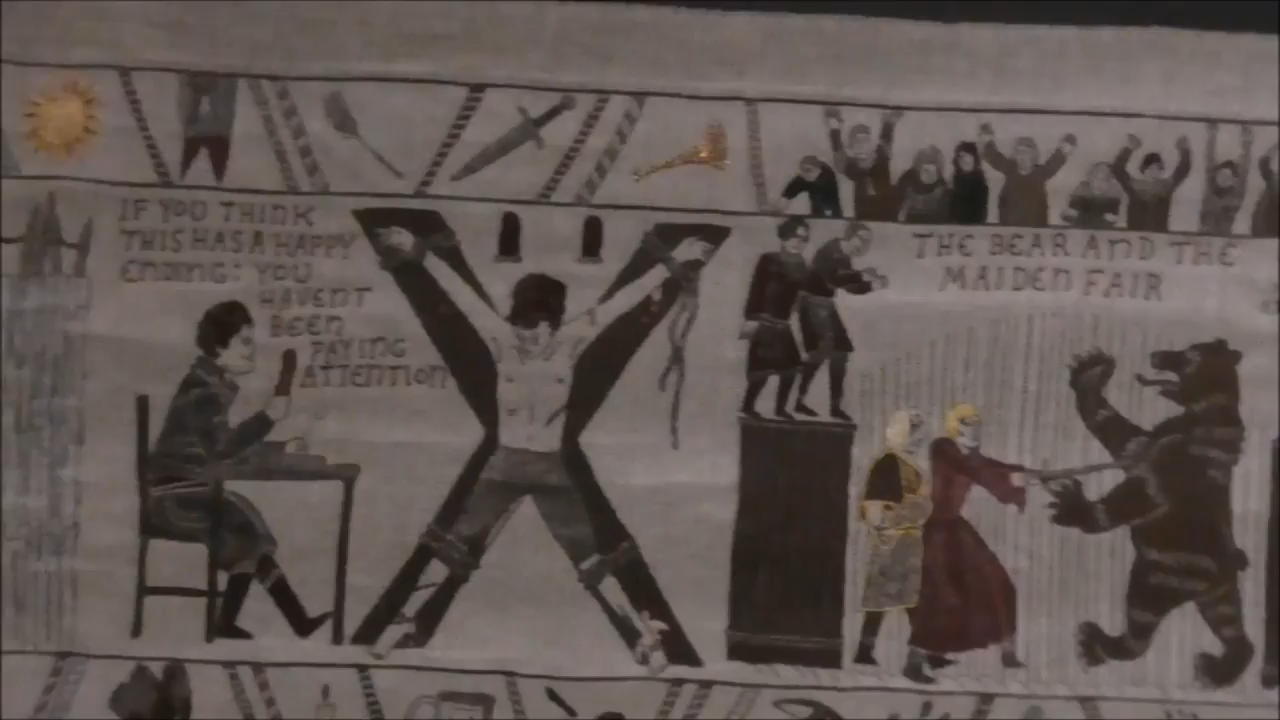 IF YOU THINK
THIS HAS A HAPPY
ENDING: YOU
HAVENT
BEEN
PAYING
ATTENTION
THE BEAR AND THE
MAIDEN FAIR